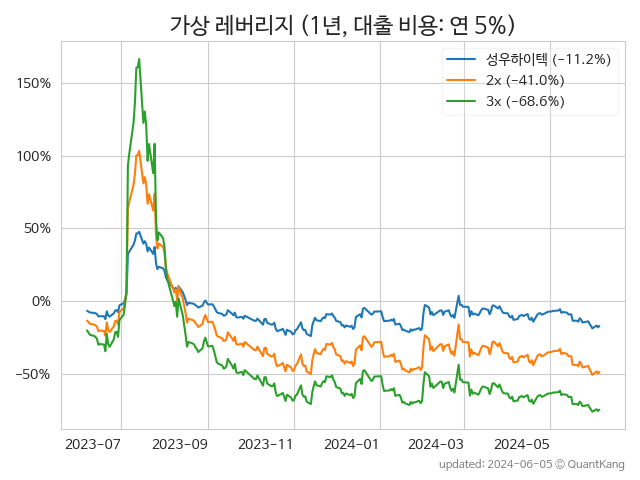 가상 레버리지 (1년, 대출 비용: 연 5%)
성우하이텍 (−11.2%)
2x (−41.0%)
3x (−68.6%)
150%
100%
50%
0%
−50%
2023-07 2023-09 2023-11 2024-01 2024-03 2024-05
updated: 2024-06-05 © QuantKang